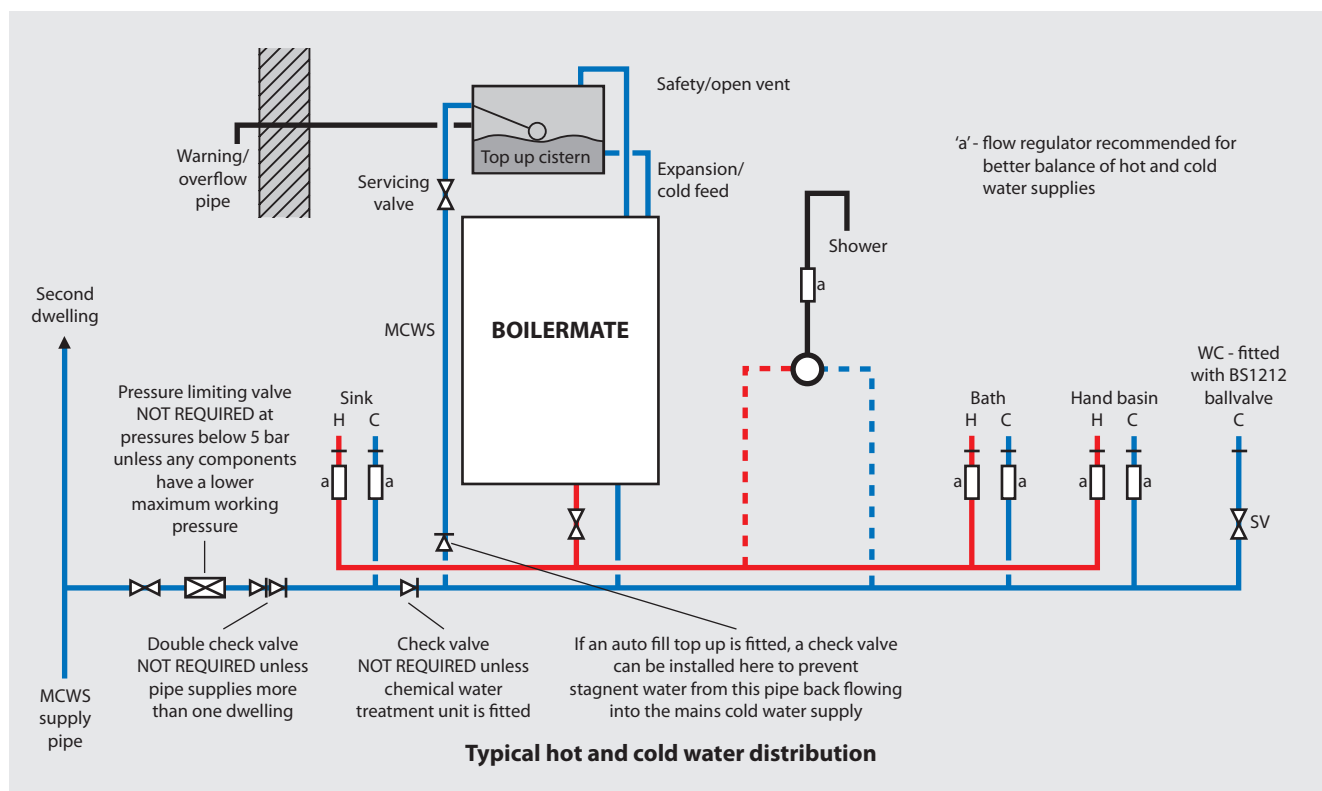 Safety/open vent
Top up cistern
Warning/
overflow
pipe
Servicing
valve
Expansion/
cold feed
‘a’ - flow regulator recommended for
better balance of hot and cold
water supplies
Shower
a
Second
dwelling
MCWS
BOILERMATE
Pressure limiting valve
NOT REQUIRED at
pressures below 5 bar
unless any components
have a lower
maximum working
pressure
Sink
H C
a a
Bath
H C
a a
Hand basin
H C
a a
WC - fitted
with BS1212
ballvalve
C
SV
MCWS
supply
pipe
Double check valve
NOT REQUIRED unless
pipe supplies more
than one dwelling
Check valve
NOT REQUIRED unless
chemical water
treatment unit is fitted
If an auto fill top up is fitted, a check valve
can be installed here to prevent
stagnent water from this pipe back flowing
into the mains cold water supply
Typical hot and cold water distribution